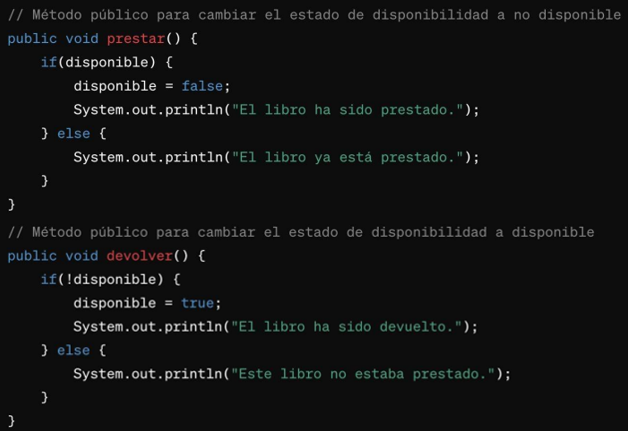 // Método público para cambiar el estado de disponibilidad a no disponible
public void prestar() {
    if(disponible) {
        disponible = false;
        System.out.println("El libro ha sido prestado.");
    } else {
        System.out.println("El libro ya está prestado.");
    }
}
// Método público para cambiar el estado de disponibilidad a disponible
public void devolver() {
    if(!disponible) {
        disponible = true;
        System.out.println("El libro ha sido devuelto.");
    } else {
        System.out.println("Este libro no estaba prestado.");
    }
}